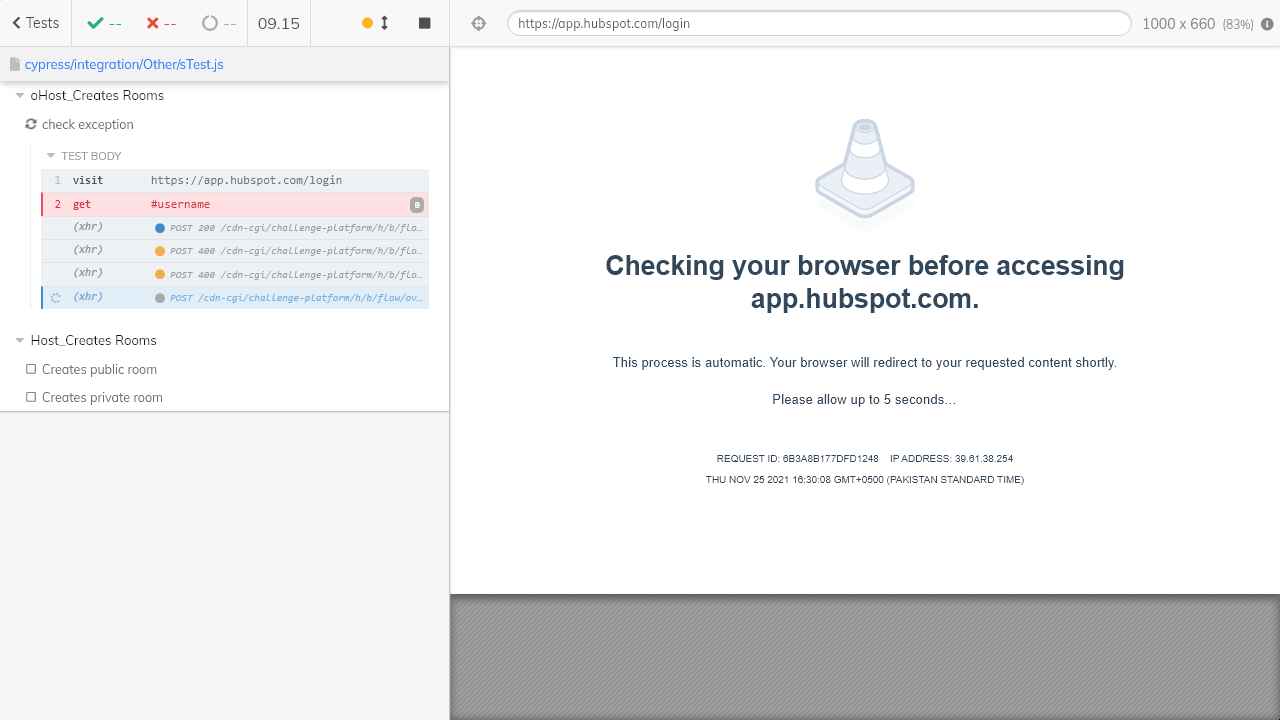 Tests -- -- -- 09.15
https://app.hubspot.com/login 1000 x 660 (83%)
cypress/integration/Other/sTest.js
oHost_Creates Rooms
check exception
TEST BODY
1 visit https://app.hubspot.com/login
2 get #username 0
(xhr) POST 200 /cdn-cgi/challenge-platform/h/b/flo…
(xhr) POST 400 /cdn-cgi/challenge-platform/h/b/flo…
(xhr) POST 400 /cdn-cgi/challenge-platform/h/b/flo…
(xhr) POST /cdn-cgi/challenge-platform/h/b/flow/ov…
Host_Creates Rooms
Creates public room
Creates private room
Checking your browser before accessing
app.hubspot.com.
This process is automatic. Your browser will redirect to your requested content shortly.
Please allow up to 5 seconds…
REQUEST ID: 6B3A8B177DFD1248 IP ADDRESS: 39.61.38.254
THU NOV 25 2021 16:30:08 GMT+0500 (PAKISTAN STANDARD TIME)